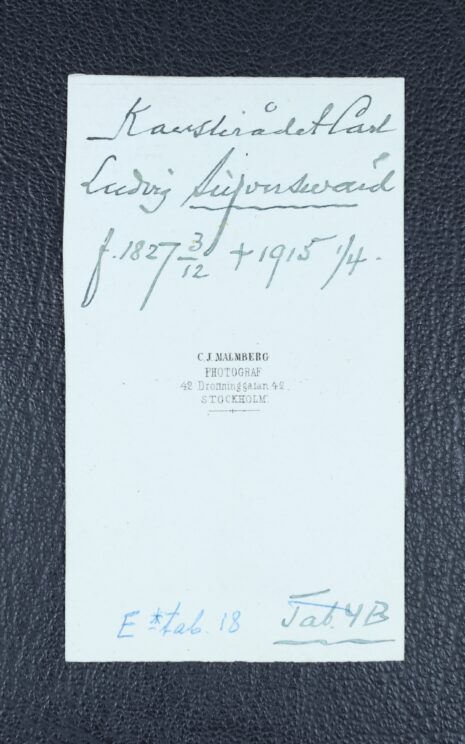 Kanslirådet Carl
Ludvig Silfversward
f. 1827 3/12 + 1915 1/4.
C. J. MALMBERG
PHOTOGRAF
42 Drottninggatan 42.
STOCKHOLM
E * tab. 18 Tab. 4B